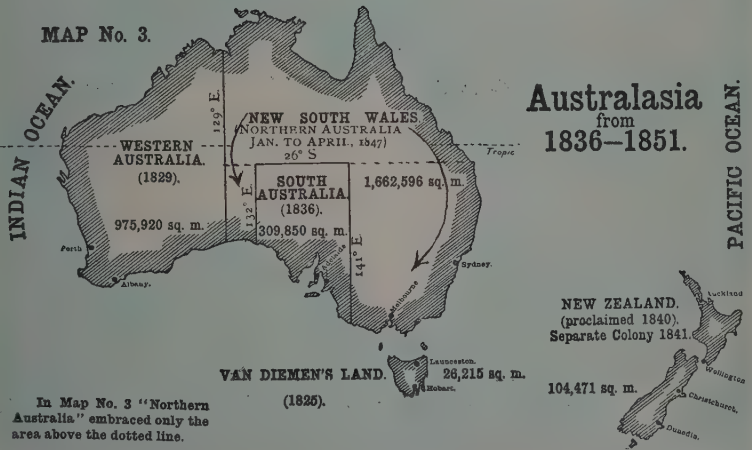 MAP No. 3.
Australasia
from
1836—1851.
INDIAN OCEAN.
PACIFIC OCEAN.
129° E.
NEW SOUTH WALES
(NORTHERN AUSTRALIA
JAN. TO APRIL, 1847)
26° S
Tropic
WESTERN
AUSTRALIA.
(1829).
975,920 sq. m.
SOUTH
AUSTRALIA.
(1836).
309,850 sq. m.
132° E.
141° E.
1,662,596 sq. m.
Perth
Albany.
Adelaide
Melbourne
Sydney.
NEW ZEALAND.
(proclaimed 1840).
Separate Colony 1841.
104,471 sq. m.
Auckland
Wellington
Christchurch.
Dunedin.
VAN DIEMEN'S LAND.
(1825).
Launceston.
26,215 sq. m.
Hobart.
In Map No. 3 "Northern
Australia" embraced only the
area above the dotted line.